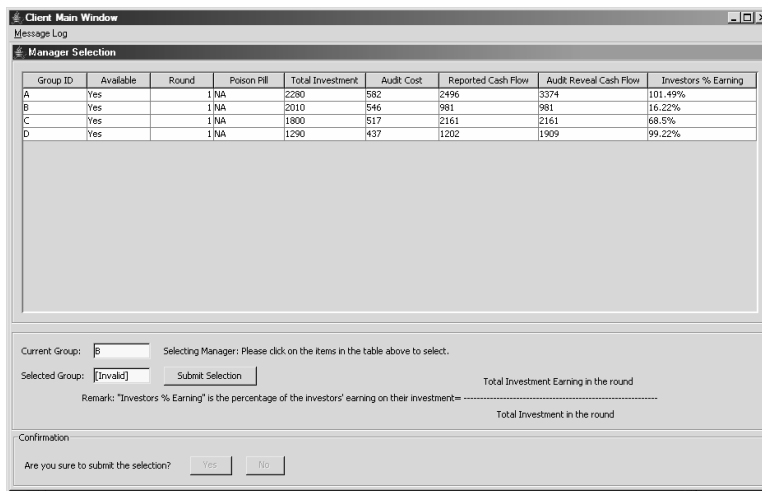 Client Main Window
Message Log
Manager Selection
Group ID Available Round Poison Pill Total Investment Audit Cost Reported Cash Flow Audit Reveal Cash Flow Investors % Earning
A Yes 1 NA 2280 582 2496 3374 101.49%
B Yes 1 NA 2010 546 981 981 16.22%
C Yes 1 NA 1800 517 2161 2161 68.5%
D Yes 1 NA 1290 437 1202 1909 99.22%
Current Group: B Selecting Manager: Please click on the items in the table above to select.
Selected Group: [Invalid] Submit Selection
Total Investment Earning in the round
Remark: "Investors % Earning" is the percentage of the investors' earning on their investment= ------------------------------------------------------------
Total Investment in the round
Confirmation
Are you sure to submit the selection? Yes No